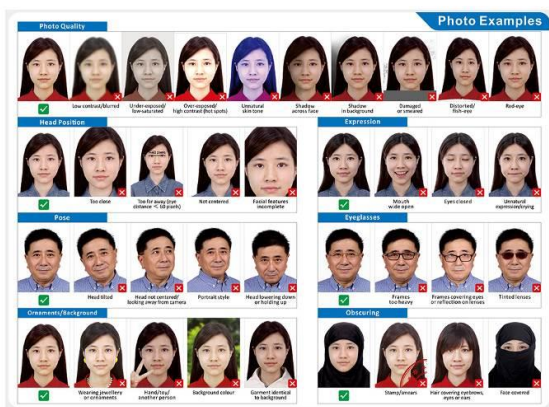 Photo Examples
Photo Quality
Low contrast/blurred
Under-exposed/
low-saturated
Over-exposed/
high contrast (hot spots)
Unnatural
skin tone
Shadow
across face
Shadow
in background
Damaged
or smeared
Distorted/
fish-eye
Red-eye
Head Position
Too close
Too far away (eye
distance < 60 pixels)
Not centered
Facial features
incomplete
Expression
Mouth
wide open
Eyes closed
Unnatural
expression/crying
Pose
Head tilted
Head not centered/
looking away from camera
Portrait style
Head lowering down
or holding up
Eyeglasses
Frames
too heavy
Frames covering eyes
or reflection on lenses
Tinted lenses
Ornaments/Background
Wearing jewellery
or ornaments
Hand/toy/
another person
Background colour
Garment identical
to background
Obscuring
Stamp/smears
Hair covering eyebrows,
eyes or ears
Face covered